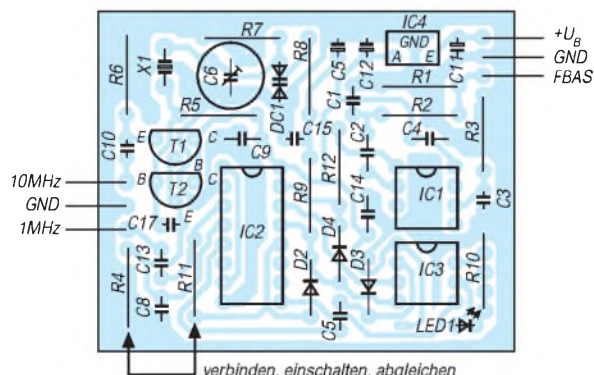 IC4
R7
+U_B
GND
GND
R8
R6
X1
C6
C5
C12
A
E
C11
FBAS
R1
DC1
C1
R2
R5
R3
C10
E
T1
C
C9
C15
C2
C4
R12
B
10MHz
B
T2
C
R9
C14
IC1
C3
GND
C17
E
IC2
D4
1MHz
C13
D2
D3
IC3
R4
R11
R10
C8
C5
LED1
verbinden, einschalten, abgleichen